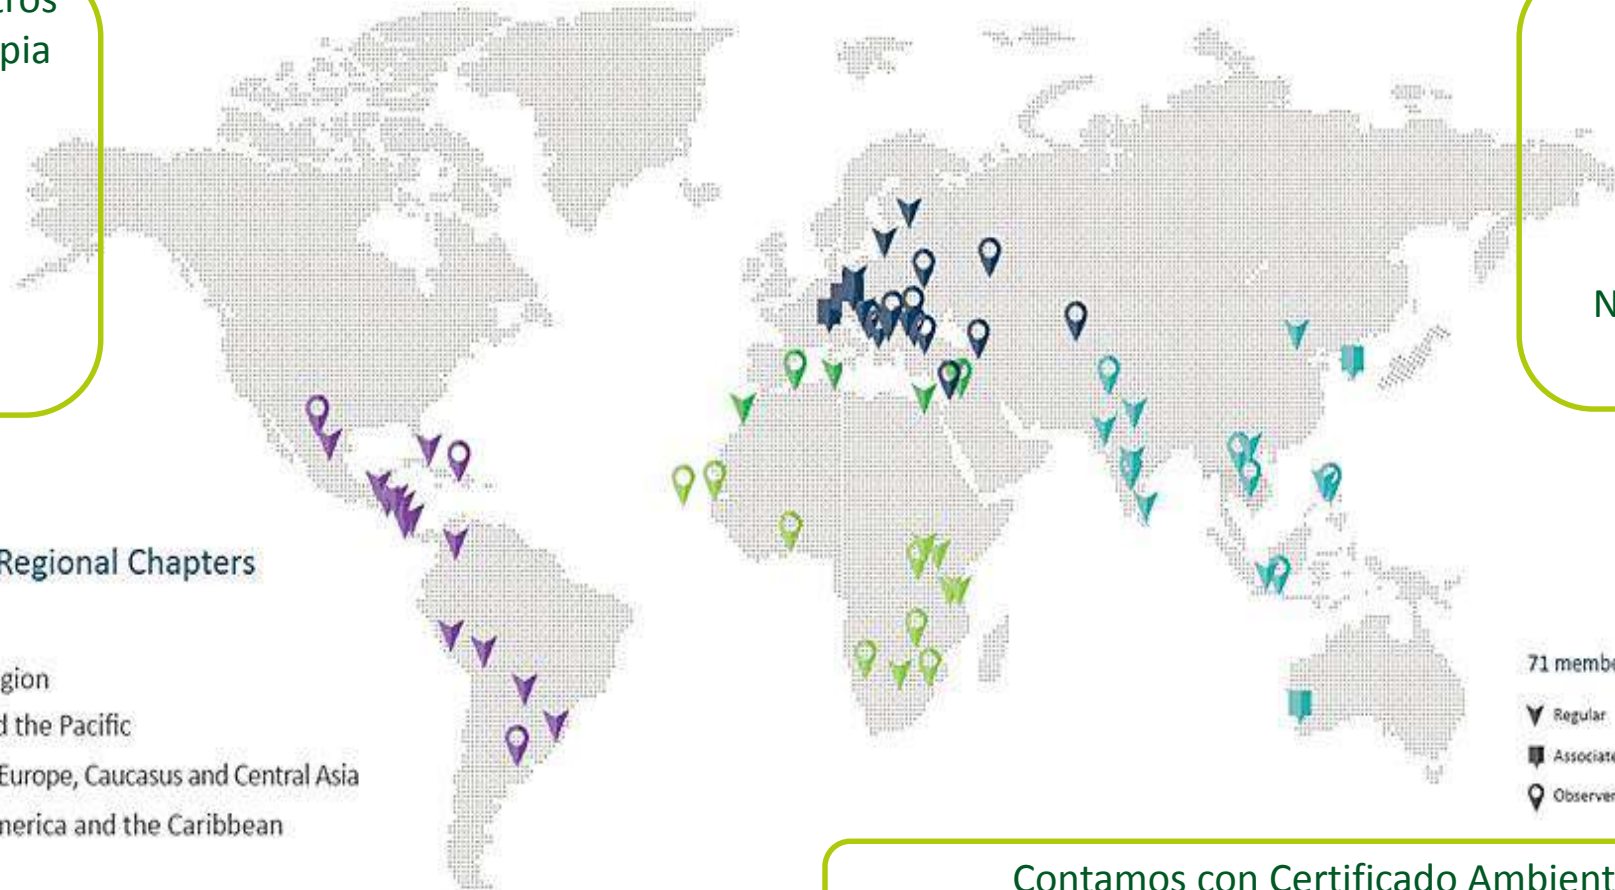 pia
N
Regional Chapters
gion
d the Pacific
Europe, Caucasus and Central Asia
merica and the Caribbean
71 memb
Regular
Associate
Observer
Contamos con Certificado Ambient